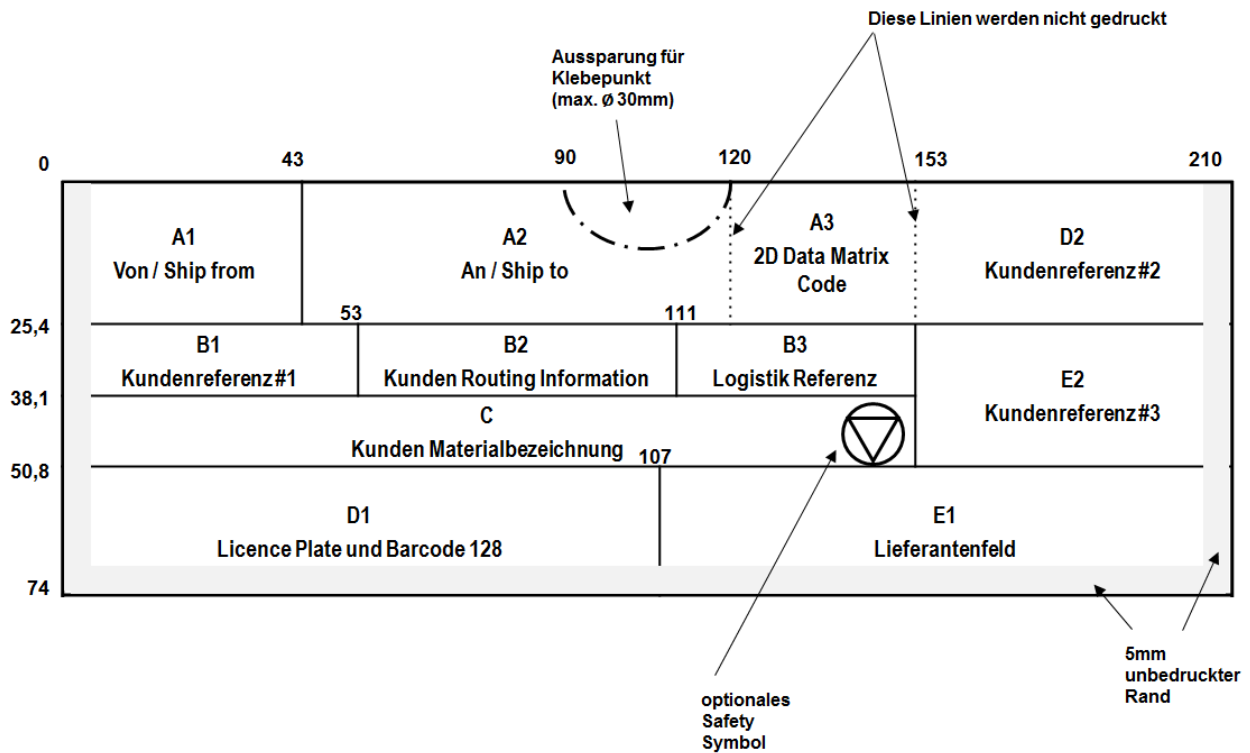 Diese Linien werden nicht gedruckt
Aussparung für
Klebepunkt
(max. ø 30mm)
0
43
90
120
153
210
A1
Von / Ship from
A2
An / Ship to
A3
2D Data Matrix
Code
D2
Kundenreferenz #2
25,4
53
111
B1
Kundenreferenz #1
B2
Kunden Routing Information
B3
Logistik Referenz
E2
Kundenreferenz #3
38,1
C
Kunden Materialbezeichnung
50,8
107
D1
Licence Plate und Barcode 128
E1
Lieferantenfeld
74
5mm
unbedruckter
Rand
optionales
Safety
Symbol